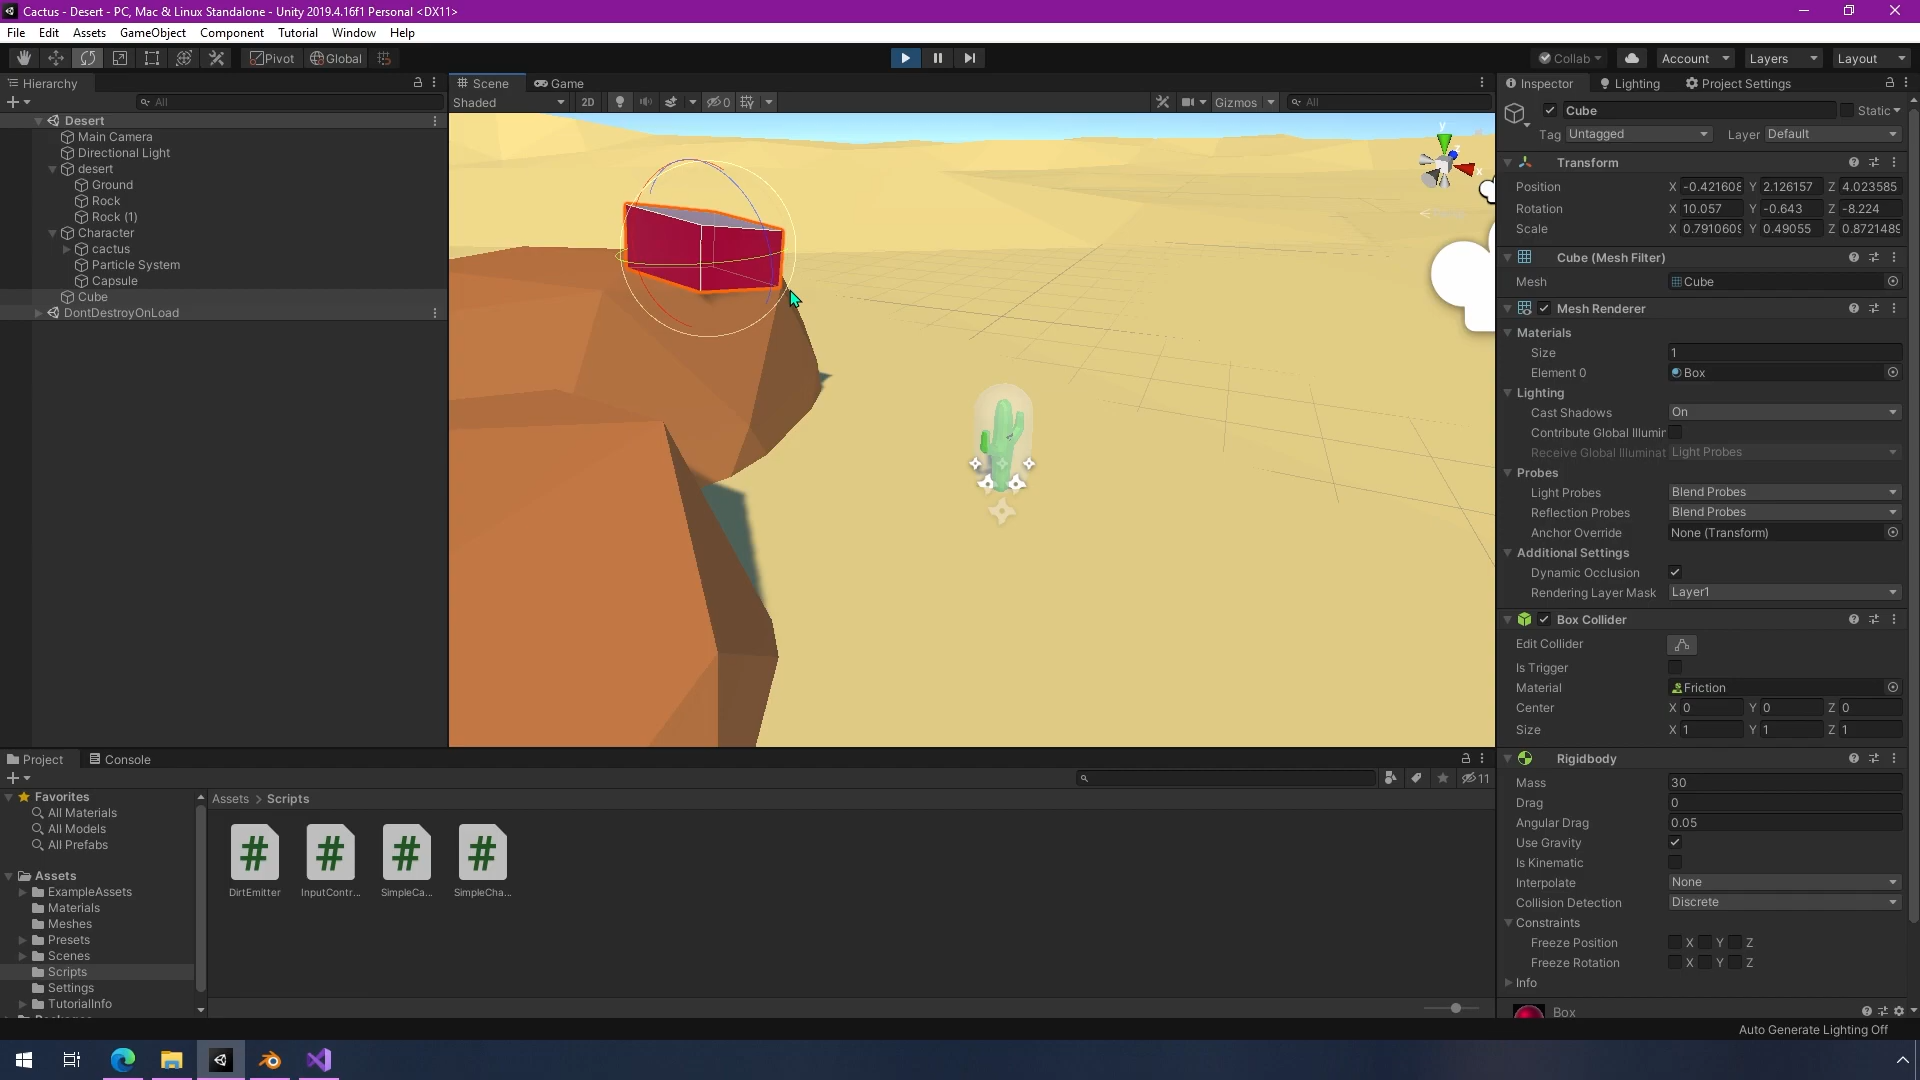 Cactus - Desert - PC, Mac & Linux Standalone - Unity 2019.4.16f1 Personal <DX11>
File Edit Assets GameObject Component Tutorial Window Help
Pivot Global Collab Account Layers Layout
Hierarchy
All
Desert
Main Camera
Directional Light
desert
Ground
Rock
Rock (1)
Character
cactus
Particle System
Capsule
Cube
DontDestroyOnLoad
Scene Game
Shaded 2D 0 Gizmos All
y
x
Inspector Lighting Project Settings
Cube Static
Tag Untagged Layer Default
Transform
Position X -0.421608 Y 2.126157 Z 4.023585
Rotation X 10.057 Y -0.643 Z -8.224
Scale X 0.7910609 Y 0.49055 Z 0.8721489
Cube (Mesh Filter)
Mesh Cube
Mesh Renderer
Materials
Size 1
Element 0 Box
Lighting
Cast Shadows On
Contribute Global Illumir
Receive Global Illuminat Light Probes
Probes
Light Probes Blend Probes
Reflection Probes Blend Probes
Anchor Override None (Transform)
Additional Settings
Dynamic Occlusion
Rendering Layer Mask Layer1
Box Collider
Edit Collider
Is Trigger
Material Friction
Center X 0 Y 0 Z 0
Size X 1 Y 1 Z 1
Rigidbody
Mass 30
Drag 0
Angular Drag 0.05
Use Gravity
Is Kinematic
Interpolate None
Collision Detection Discrete
Constraints
Freeze Position X Y Z
Freeze Rotation X Y Z
Info
Box
Project Console
11
Favorites
All Materials
All Models
All Prefabs
Assets
ExampleAssets
Materials
Meshes
Presets
Scenes
Scripts
Settings
TutorialInfo
Assets > Scripts
# # # #
DirtEmitter InputContr... SimpleCa... SimpleCha...
Auto Generate Lighting Off